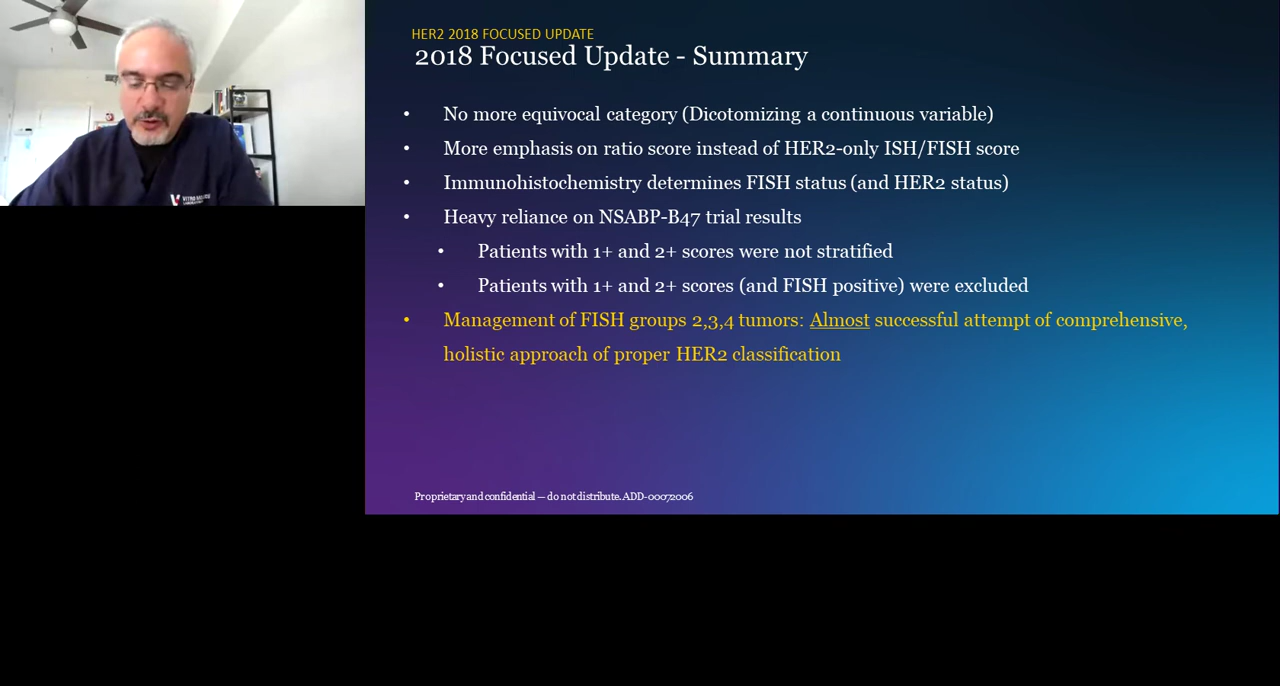 HER2 2018 FOCUSED UPDATE
2018 Focused Update - Summary
• No more equivocal category (Dicotomizing a continuous variable)
• More emphasis on ratio score instead of HER2-only ISH/FISH score
• Immunohistochemistry determines FISH status (and HER2 status)
• Heavy reliance on NSABP-B47 trial results
• Patients with 1+ and 2+ scores were not stratified
• Patients with 1+ and 2+ scores (and FISH positive) were excluded
• Management of FISH groups 2,3,4 tumors: Almost successful attempt of comprehensive,
holistic approach of proper HER2 classification
Proprietary and confidential — do not distribute. ADD-00072006